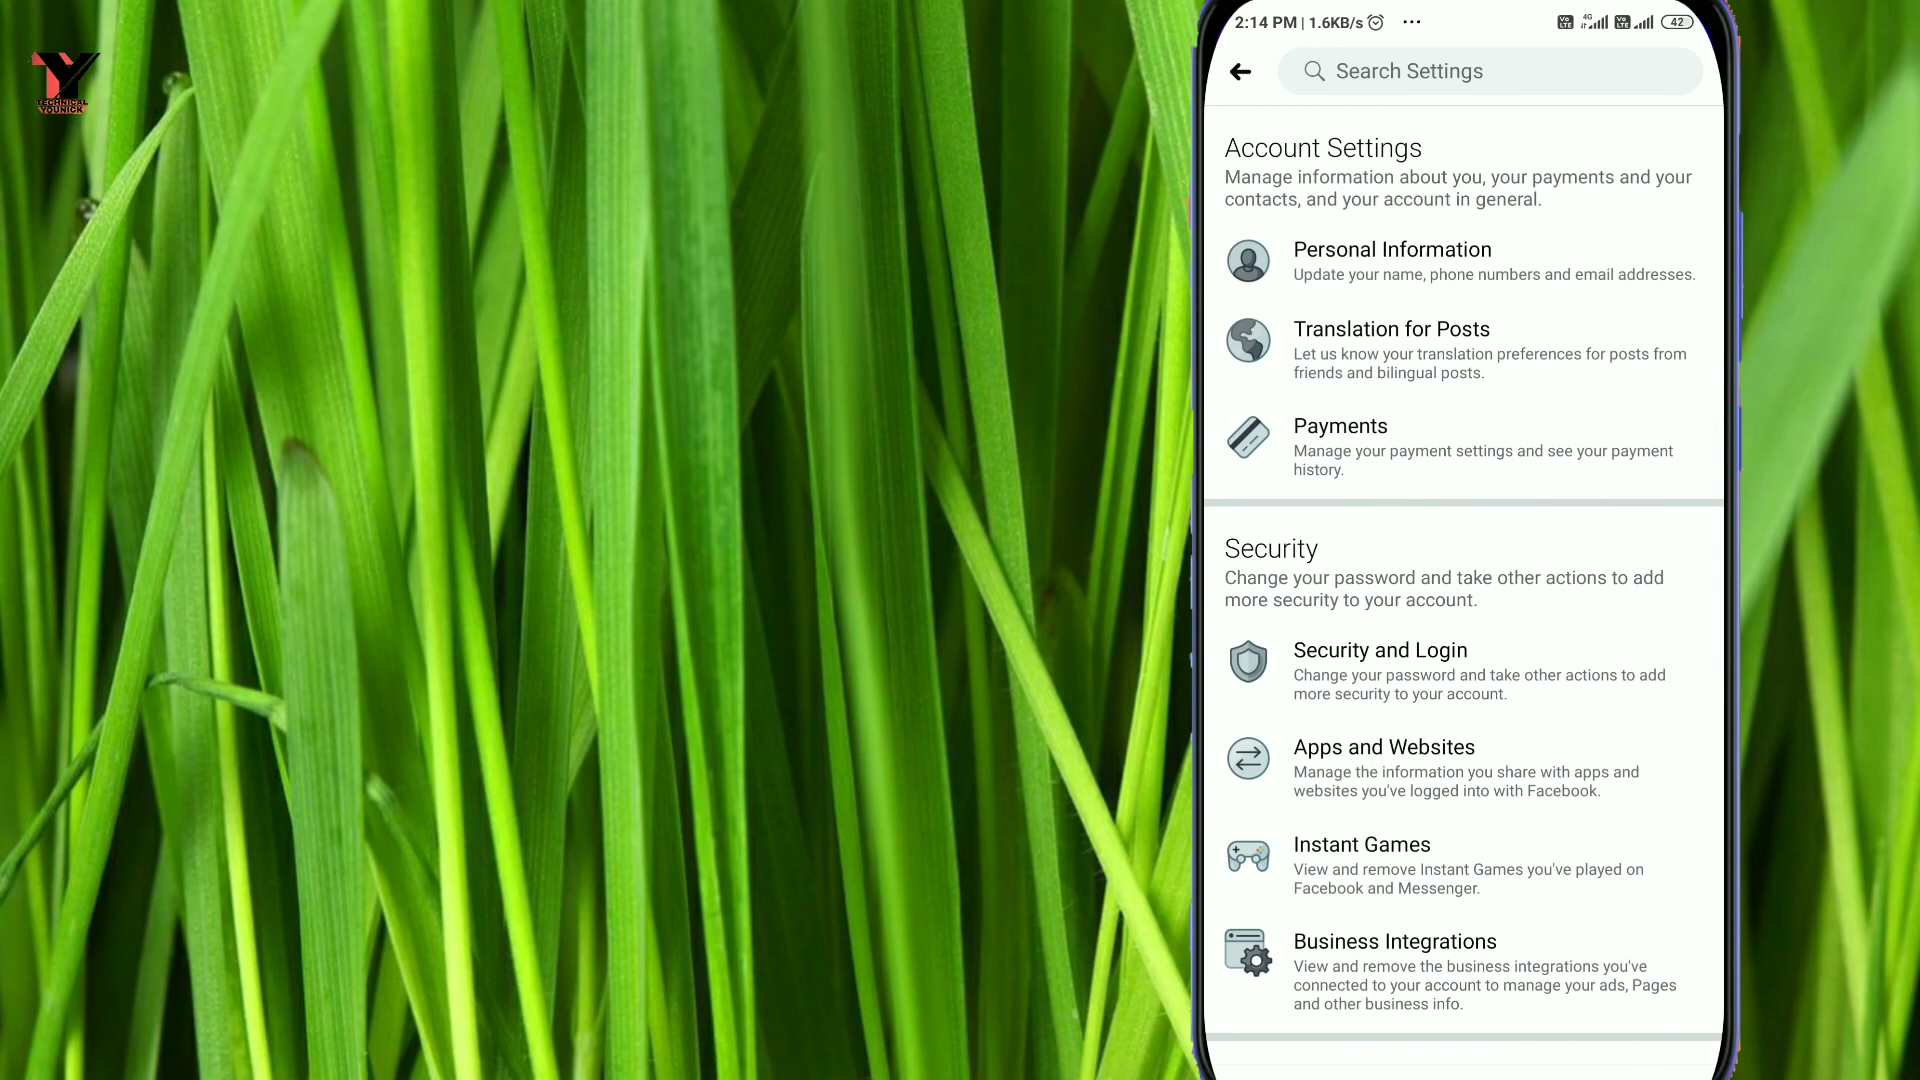 TECHNICAL
YOUNICK
2:14 PM | 1.6KB/s ...
Vo LTE 4G Vo LTE 42
Search Settings
Account Settings
Manage information about you, your payments and your
contacts, and your account in general.
Personal Information
Update your name, phone numbers and email addresses.
Translation for Posts
Let us know your translation preferences for posts from
friends and bilingual posts.
Payments
Manage your payment settings and see your payment
history.
Security
Change your password and take other actions to add
more security to your account.
Security and Login
Change your password and take other actions to add
more security to your account.
Apps and Websites
Manage the information you share with apps and
websites you've logged into with Facebook.
Instant Games
View and remove Instant Games you've played on
Facebook and Messenger.
Business Integrations
View and remove the business integrations you've
connected to your account to manage your ads, Pages
and other business info.